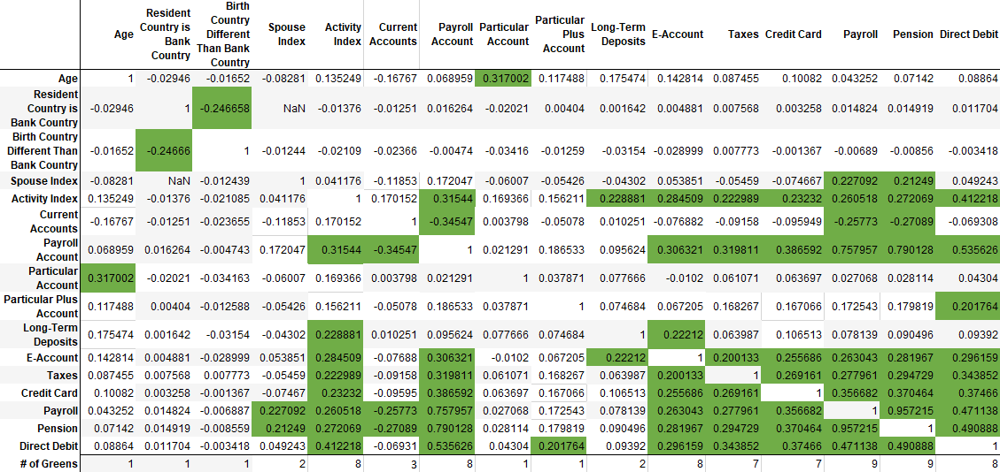 Age Resident Country is Bank Country Birth Country Different Than Bank Country Spouse Index Activity Index Current Accounts Payroll Account Particular Account Particular Plus Account Long-Term Deposits E-Account Taxes Credit Card Payroll Pension Direct Debit
Age 1 -0.02946 -0.01652 -0.08281 0.135249 -0.16767 0.068959 0.317002 0.117488 0.175474 0.142814 0.087455 0.10082 0.043252 0.07142 0.08864
Resident Country is Bank Country -0.02946 1 -0.246658 NaN -0.01376 -0.01251 0.016264 -0.02021 0.00404 0.001642 0.004881 0.007568 0.003258 0.014824 0.014919 0.011704
Birth Country Different Than Bank Country -0.01652 -0.24666 1 -0.01244 -0.02109 -0.02366 -0.00474 -0.03416 -0.01259 -0.03154 -0.028999 0.007773 -0.001367 -0.00689 -0.00856 -0.003418
Spouse Index -0.08281 NaN -0.012439 1 0.041176 -0.11853 0.172047 -0.06007 -0.05426 -0.04302 0.053851 -0.05459 -0.074667 0.227092 0.21249 0.049243
Activity Index 0.135249 -0.01376 -0.021085 0.041176 1 0.170152 0.31544 0.169366 0.156211 0.228881 0.284509 0.222989 0.23232 0.260518 0.272069 0.412218
Current Accounts -0.16767 -0.01251 -0.023655 -0.11853 0.170152 1 -0.34547 0.003798 -0.05078 0.010251 -0.076882 -0.09158 -0.095949 -0.25773 -0.27089 -0.069308
Payroll Account 0.068959 0.016264 -0.004743 0.172047 0.31544 -0.34547 1 0.021291 0.186533 0.095624 0.306321 0.319811 0.386592 0.757957 0.790128 0.535626
Particular Account 0.317002 -0.02021 -0.034163 -0.06007 0.169366 0.003798 0.021291 1 0.037871 0.077666 -0.0102 0.061071 0.063697 0.027068 0.028114 0.04304
Particular Plus Account 0.117488 0.00404 -0.012588 -0.05426 0.156211 -0.05078 0.186533 0.037871 1 0.074684 0.067205 0.168267 0.167066 0.172543 0.179819 0.201764
Long-Term Deposits 0.175474 0.001642 -0.03154 -0.04302 0.228881 0.010251 0.095624 0.077666 0.074684 1 0.22212 0.063987 0.106513 0.078139 0.090496 0.09392
E-Account 0.142814 0.004881 -0.028999 0.053851 0.284509 -0.07688 0.306321 -0.0102 0.067205 0.22212 1 0.200133 0.255686 0.263043 0.281967 0.296159
Taxes 0.087455 0.007568 0.007773 -0.05459 0.222989 -0.09158 0.319811 0.061071 0.168267 0.063987 0.200133 1 0.269161 0.277961 0.294729 0.343852
Credit Card 0.10082 0.003258 -0.001367 -0.07467 0.23232 -0.09595 0.386592 0.063697 0.167066 0.106513 0.255686 0.269161 1 0.356682 0.370464 0.37466
Payroll 0.043252 0.014824 -0.006887 0.227092 0.260518 -0.25773 0.757957 0.027068 0.172543 0.078139 0.263043 0.277961 0.356682 1 0.957215 0.471138
Pension 0.07142 0.014919 -0.008559 0.21249 0.272069 -0.27089 0.790128 0.028114 0.179819 0.090496 0.281967 0.294729 0.370464 0.957215 1 0.490888
Direct Debit 0.08864 0.011704 -0.003418 0.049243 0.412218 -0.06931 0.535626 0.04304 0.201764 0.09392 0.296159 0.343852 0.37466 0.471138 0.490888 1
# of Greens 1 1 1 2 8 3 8 1 1 2 8 7 7 9 9 8